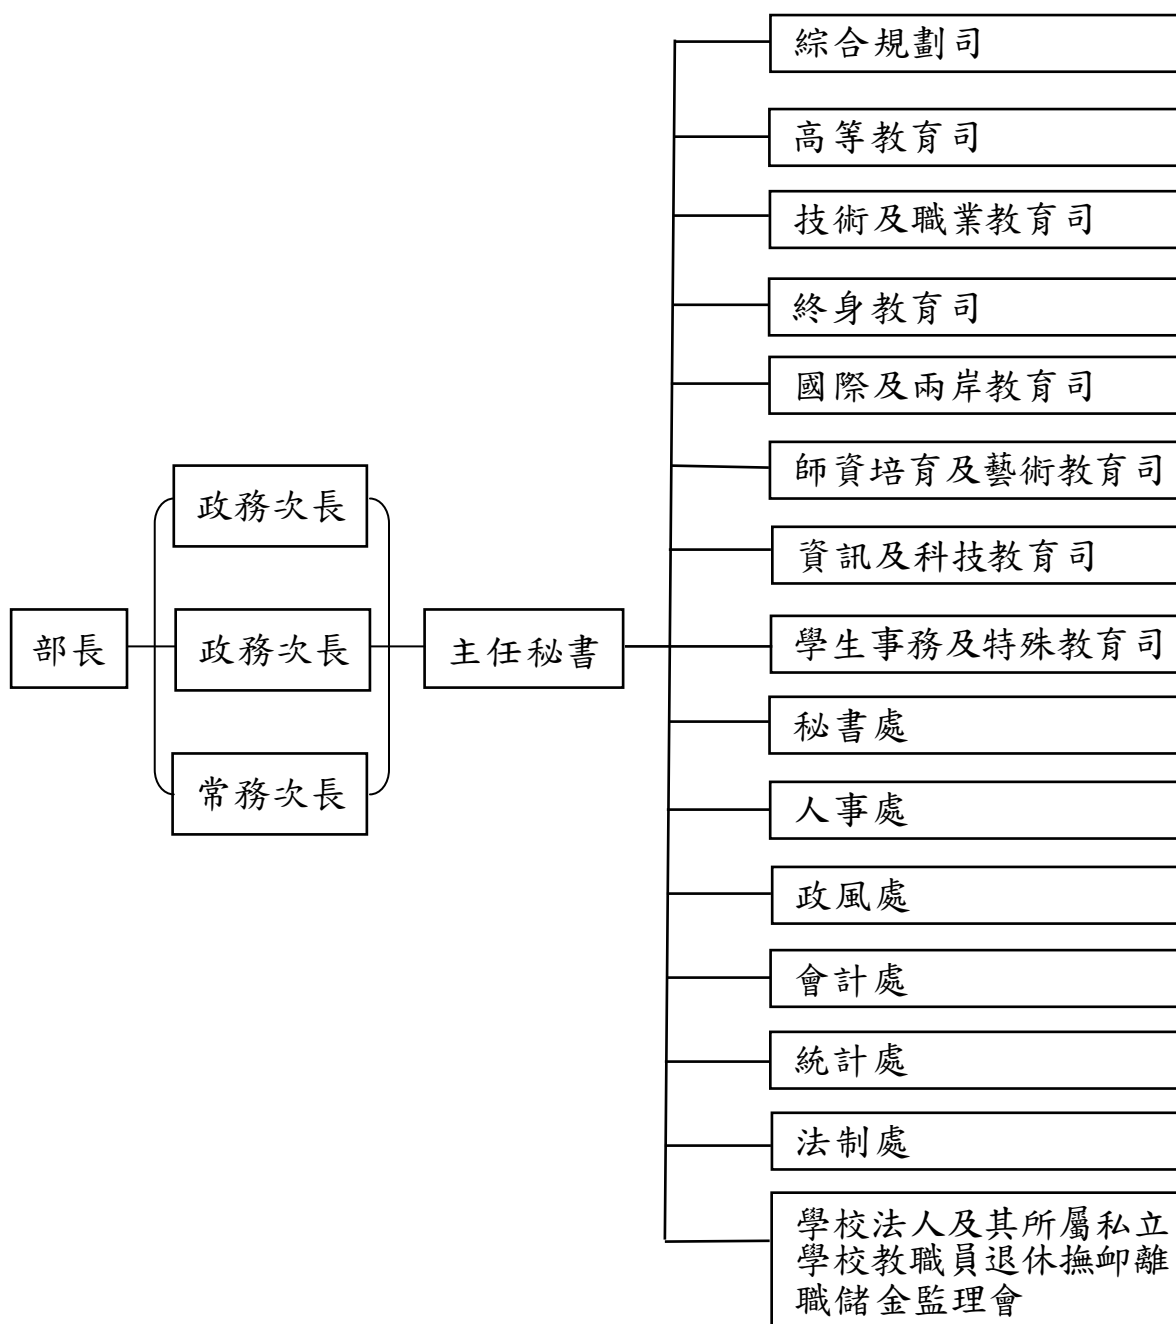 部長
政務次長
政務次長
常務次長
主任秘書
綜合規劃司
高等教育司
技術及職業教育司
終身教育司
國際及兩岸教育司
師資培育及藝術教育司
資訊及科技教育司
學生事務及特殊教育司
秘書處
人事處
政風處
會計處
統計處
法制處
學校法人及其所屬私立
學校教職員退休撫卹離
職儲金監理會